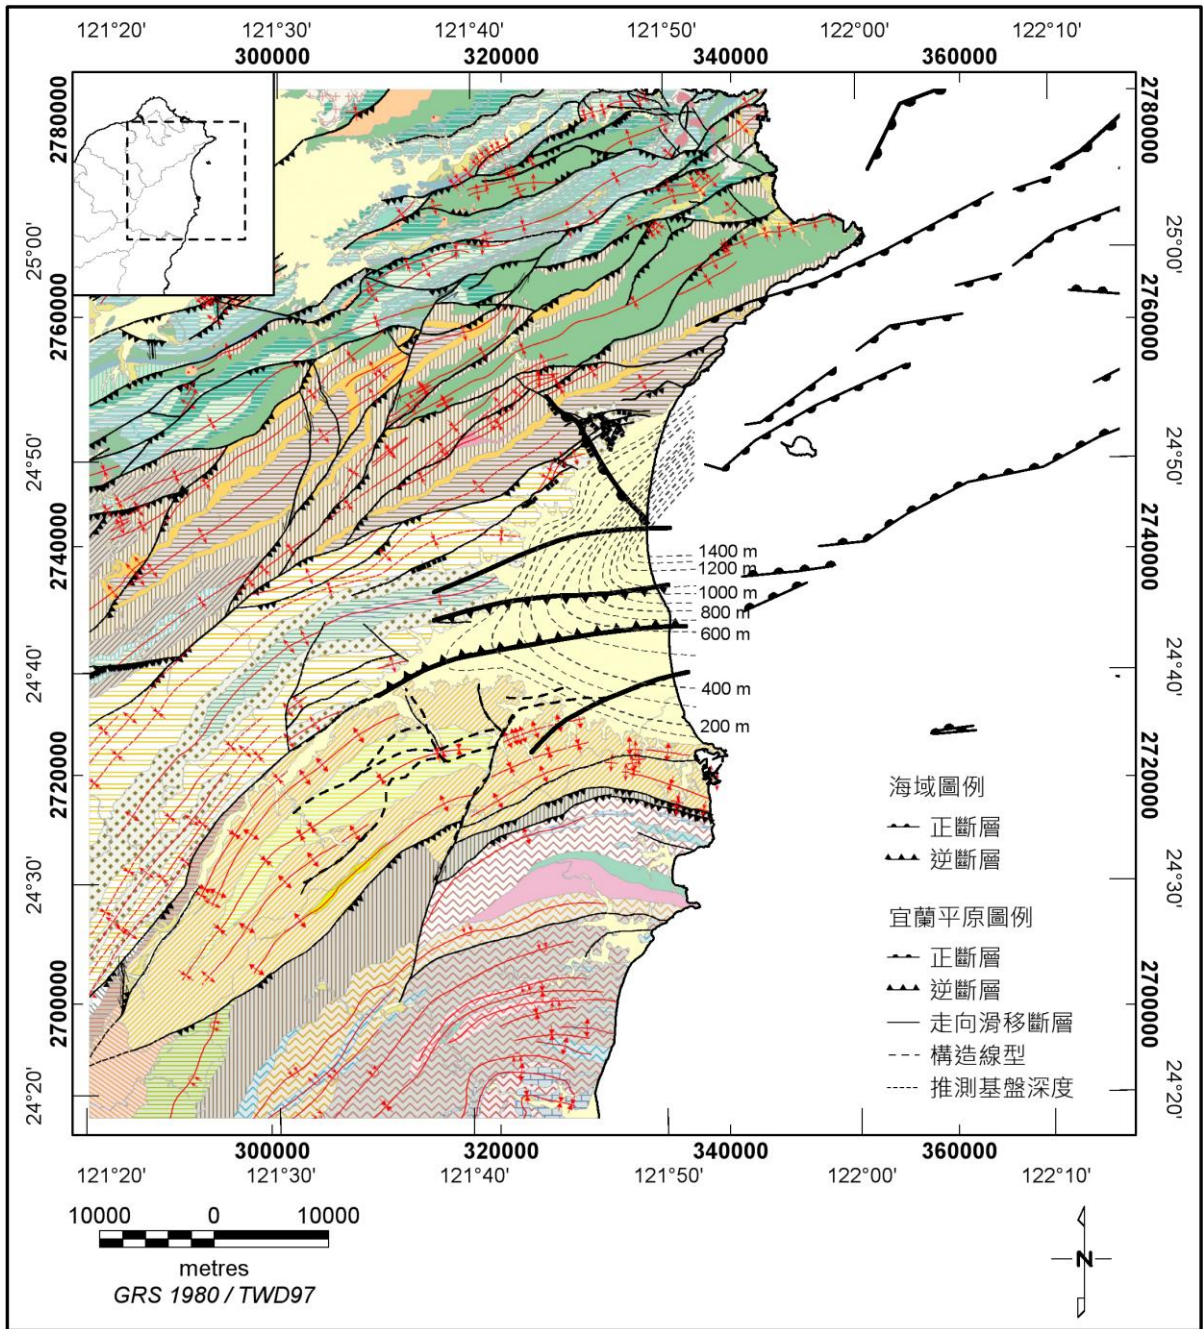 121°20' 121°30' 121°40' 121°50' 122°00' 122°10'
300000 320000 340000 360000
2780000
2760000
2740000
2720000
2700000
25°00'
24°50'
24°40'
24°30'
24°20'
2780000
2760000
2740000
2720000
2700000
25°00'
24°50'
24°40'
24°30'
24°20'
1400 m
1200 m
1000 m
800 m
600 m
400 m
200 m
海域圖例
正斷層
逆斷層
宜蘭平原圖例
正斷層
逆斷層
走向滑移斷層
構造線型
推測基盤深度
300000 320000 340000 360000
121°20' 121°30' 121°40' 121°50' 122°00' 122°10'
10000 0 10000
metres
GRS 1980 / TWD97
N